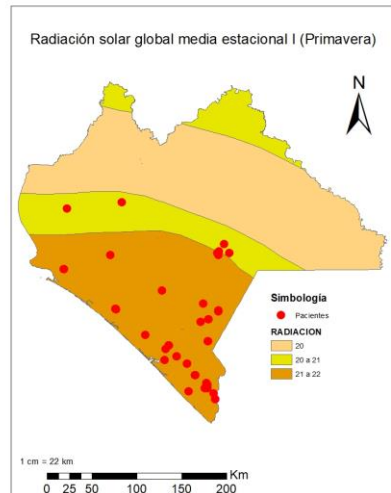 Radiación solar global media estacional I (Primavera)
N
Simbología
Pacientes
RADIACION
20
20 a 21
21 a 22
1 cm = 22 km
Km
0 25 50 100 150 200